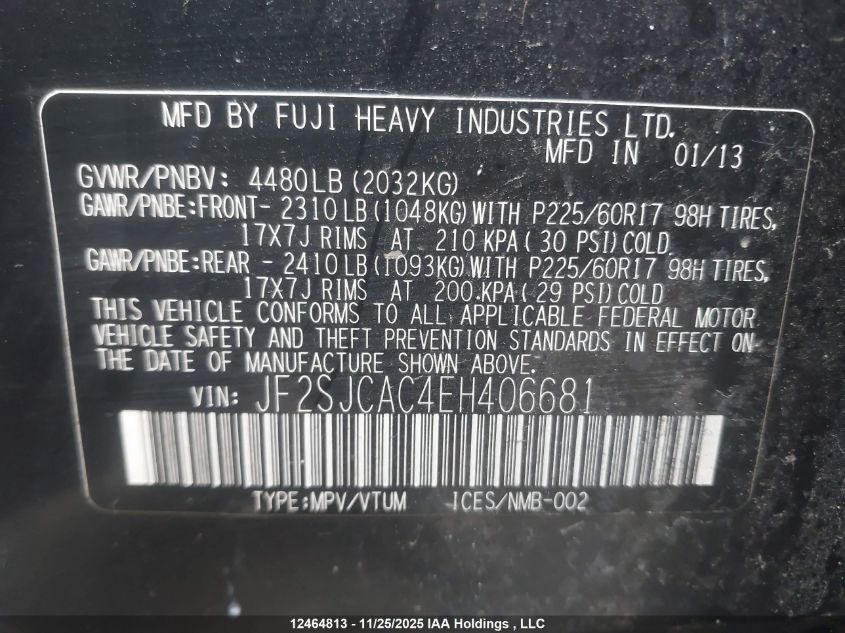 MFD BY FUJI HEAVY INDUSTRIES LTD.
MFD IN 01/13
GVWR/PNBV: 4480LB (2032KG)
GAWR/PNBE:FRONT- 2310LB (1048KG) WITH P225/60R17 98H TIRES,
17X7J RIMS AT 210 KPA ( 30 PSI) COLD.
GAWR/PNBE:REAR - 2410LB (1093KG) WITH P225/60R17 98H TIRES,
17X7J RIMS AT 200.KPA ( 29 PSI) COLD
THIS VEHICLE CONFORMS TO ALL APPLICABLE FEDERAL MOTOR
VEHICLE SAFETY AND THEFT PREVENTION STANDARDS IN EFFECT ON
THE DATE OF MANUFACTURE SHOWN ABOVE.
VIN: JF2SJCAC4EH406681
TYPE:MPV/VTUM ICES/NMB-002
12464813 - 11/25/2025 IAA Holdings , LLC